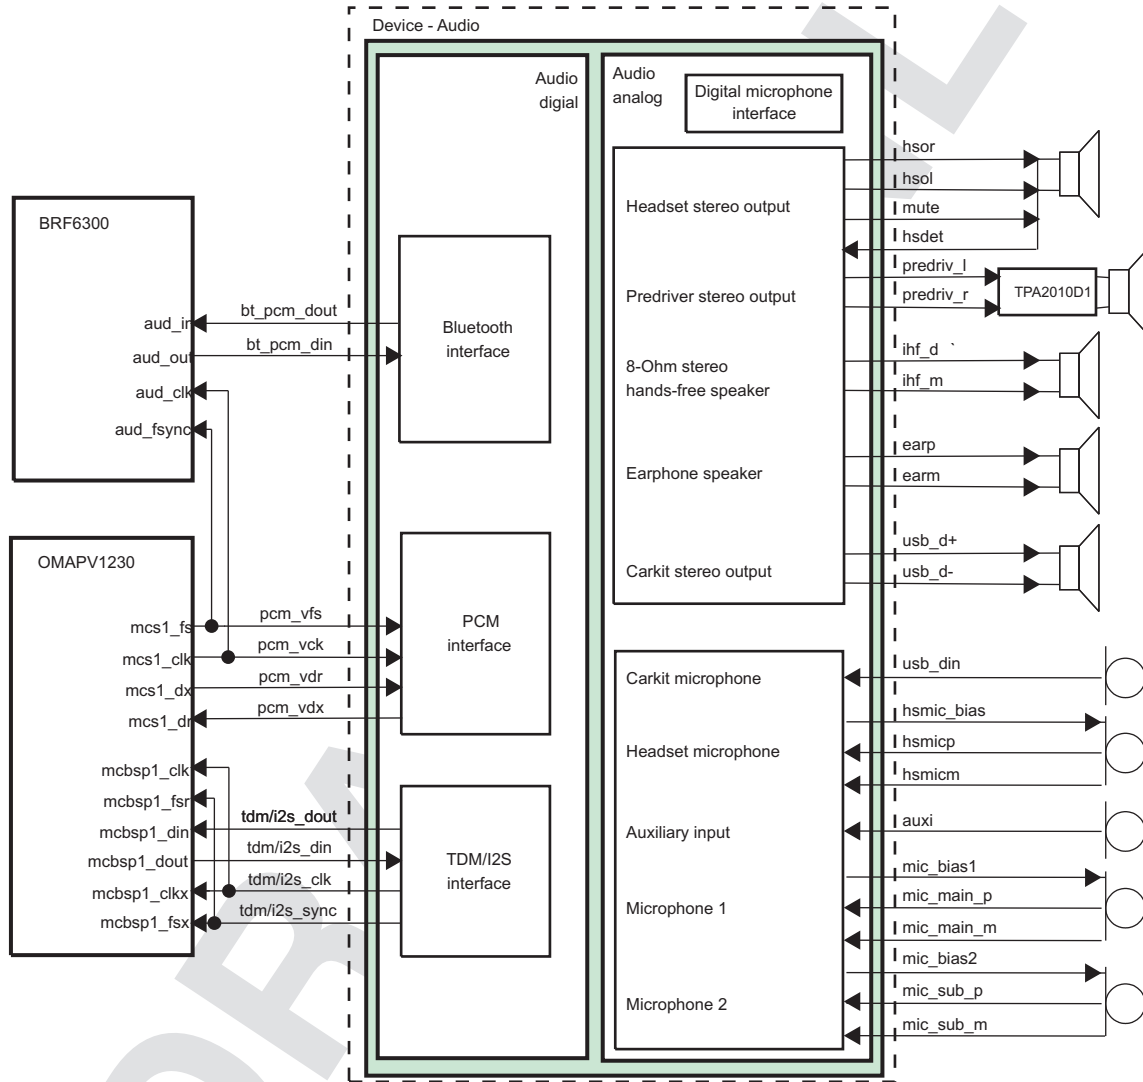 Device - Audio
Audio
digial
Audio
analog
Digital microphone
interface
BRF6300
aud_in
aud_out
aud_clk
aud_fsync
bt_pcm_dout
bt_pcm_din
Bluetooth
interface
OMAPV1230
mcs1_fs
mcs1_clk
mcs1_dx
mcs1_dr
mcbsp1_clk
mcbsp1_fsr
mcbsp1_din
mcbsp1_dout
mcbsp1_clkx
mcbsp1_fsx
pcm_vfs
pcm_vck
pcm_vdr
pcm_vdx
PCM
interface
tdm/i2s_dout
tdm/i2s_din
tdm/i2s_clk
tdm/i2s_sync
TDM/I2S
interface
Headset stereo output
Predriver stereo output
8-Ohm stereo
hands-free speaker
Earphone speaker
Carkit stereo output
hsor
hsol
mute
hsdet
predriv_l
predriv_r
TPA2010D1
ihf_d `
ihf_m
earp
earm
usb_d+
usb_d-
Carkit microphone
Headset microphone
Auxiliary input
Microphone 1
Microphone 2
usb_din
hsmic_bias
hsmicp
hsmicm
auxi
mic_bias1
mic_main_p
mic_main_m
mic_bias2
mic_sub_p
mic_sub_m